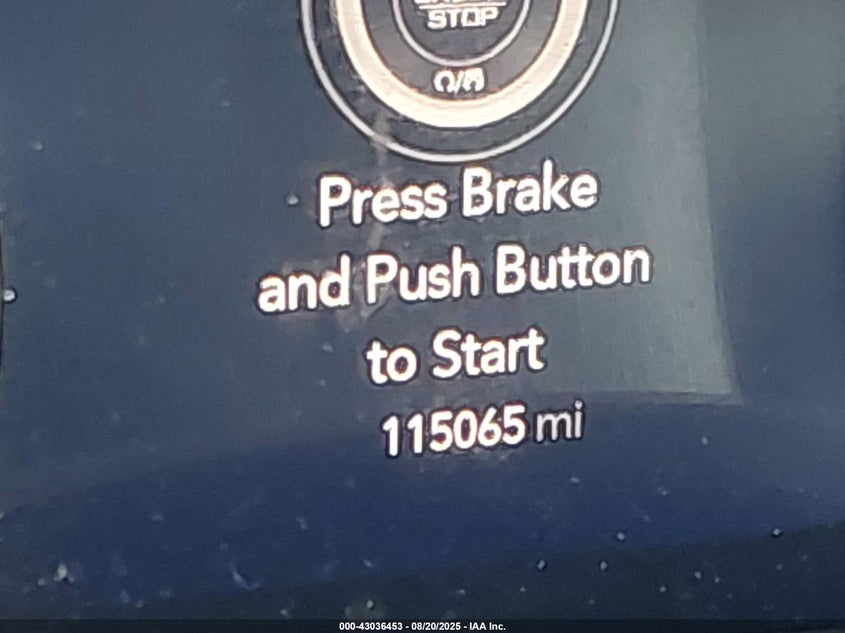 STOP
Press Brake
and Push Button
to Start
115065 mi
000-43036453 - 08/20/2025 - IAA Inc.